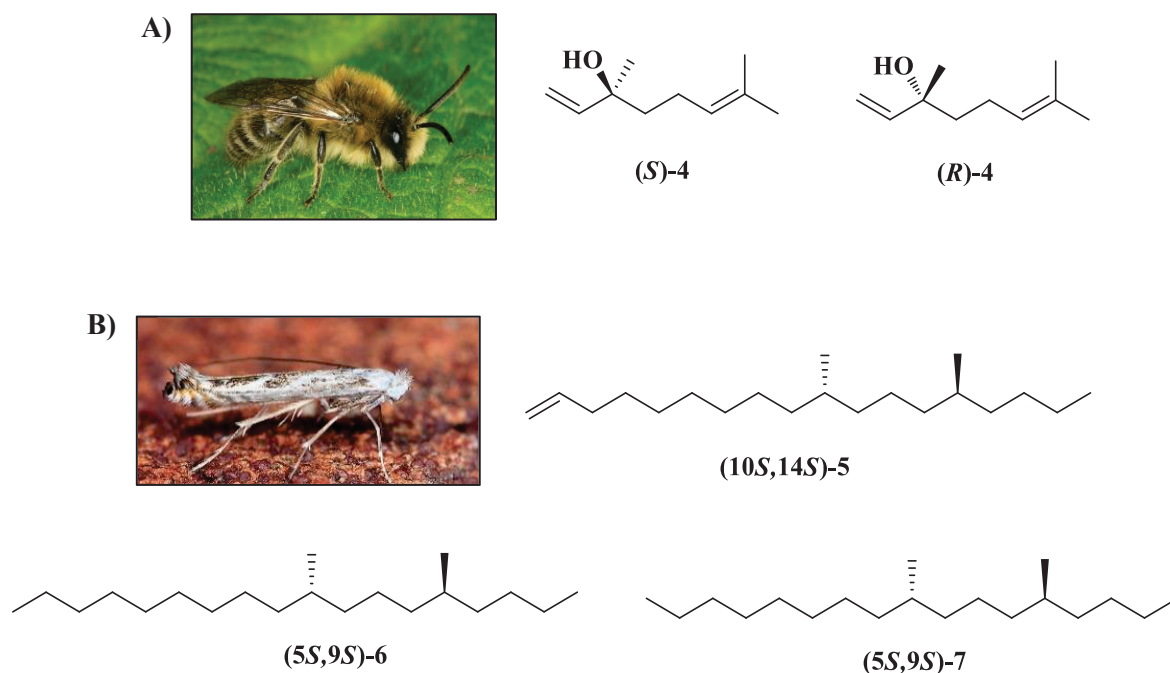 A)
HO
HO
(S)-4
(R)-4
B)
(10S,14S)-5
(5S,9S)-6
(5S,9S)-7